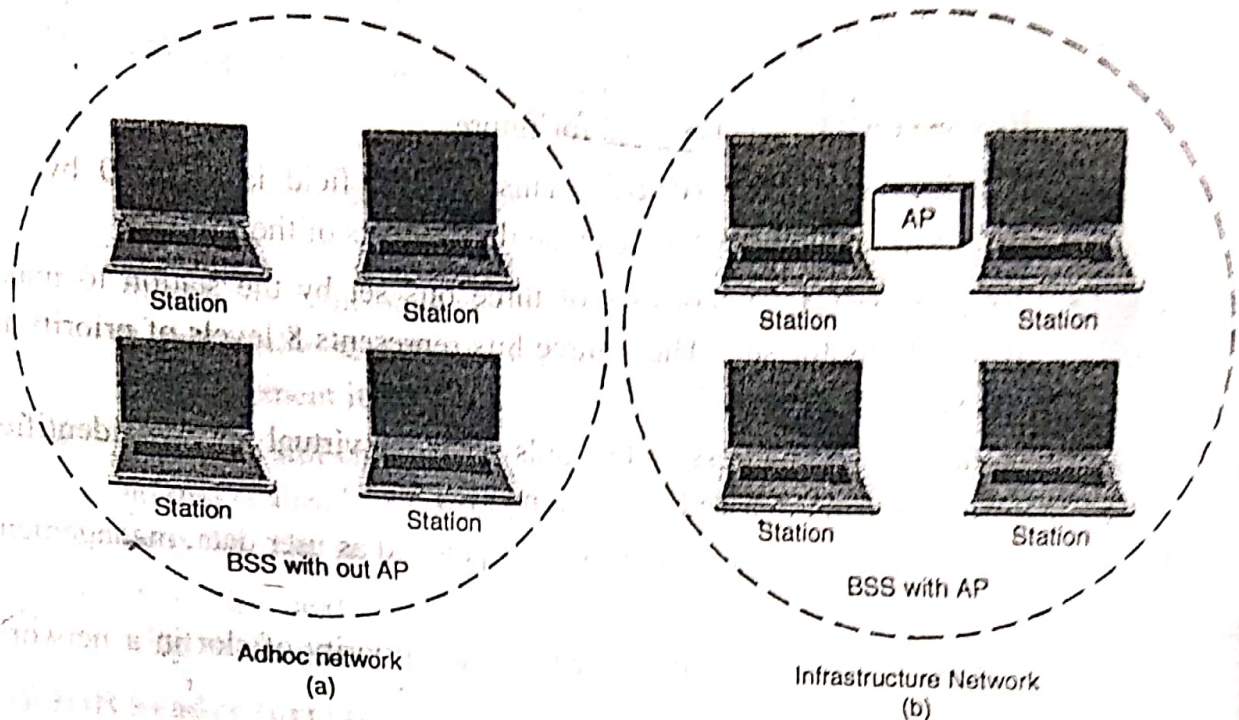 Station
Station
Station
Station
BSS with out AP
Adhoc network
(a)
AP
Station
Station
Station
Station
BSS with AP
Infrastructure Network
(b)